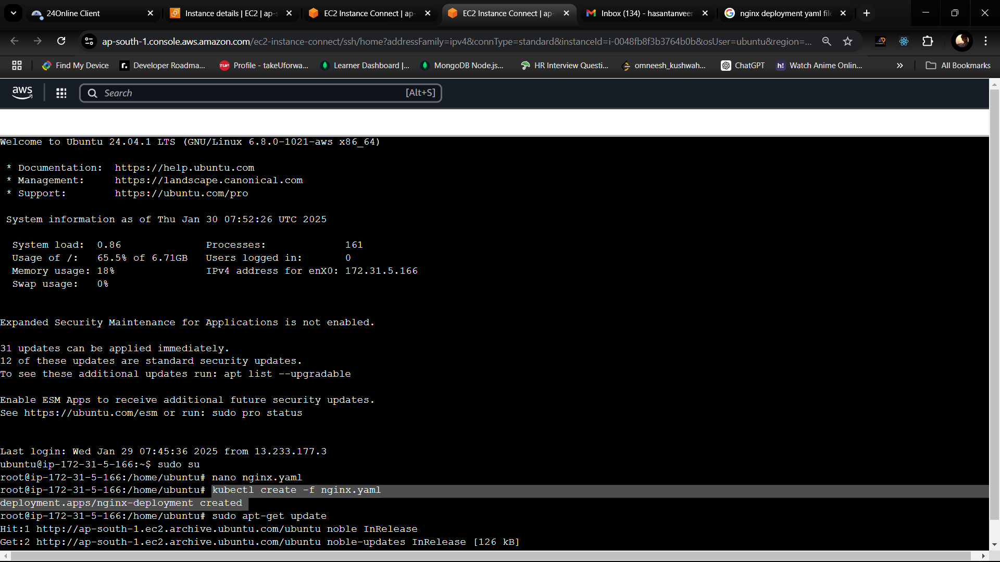 24Online Client
Instance details | EC2 | ap-s
EC2 Instance Connect | ap-
EC2 Instance Connect | ap-
Inbox (134) - hasantanveer
nginx deployment yaml file
ap-south-1.console.aws.amazon.com/ec2-instance-connect/ssh/home?addressFamily=ipv4&connType=standard&instanceId=i-0048fb8f3b3764b0b&osUser=ubuntu&region=...
Find My Device
r.
Developer Roadma...
TUF
Profile - takeUforwa...
Learner Dashboard |...
MongoDB Node.js...
HR Interview Questi...
omneesh_kushwah...
ChatGPT
h!
Watch Anime Onlin...
All Bookmarks
aws
Search
[Alt+S]
Welcome to Ubuntu 24.04.1 LTS (GNU/Linux 6.8.0-1021-aws x86_64)
* Documentation:  https://help.ubuntu.com
* Management:     https://landscape.canonical.com
* Support:        https://ubuntu.com/pro
System information as of Thu Jan 30 07:52:26 UTC 2025
System load:  0.86              Processes:             161
Usage of /:   65.5% of 6.71GB   Users logged in:       0
Memory usage: 18%               IPv4 address for enX0: 172.31.5.166
Swap usage:   0%
Expanded Security Maintenance for Applications is not enabled.
31 updates can be applied immediately.
12 of these updates are standard security updates.
To see these additional updates run: apt list --upgradable
Enable ESM Apps to receive additional future security updates.
See https://ubuntu.com/esm or run: sudo pro status
Last login: Wed Jan 29 07:45:36 2025 from 13.233.177.3
ubuntu@ip-172-31-5-166:~$ sudo su
root@ip-172-31-5-166:/home/ubuntu# nano nginx.yaml
root@ip-172-31-5-166:/home/ubuntu# kubectl create -f nginx.yaml
deployment.apps/nginx-deployment created
root@ip-172-31-5-166:/home/ubuntu# sudo apt-get update
Hit:1 http://ap-south-1.ec2.archive.ubuntu.com/ubuntu noble InRelease
Get:2 http://ap-south-1.ec2.archive.ubuntu.com/ubuntu noble-updates InRelease [126 kB]